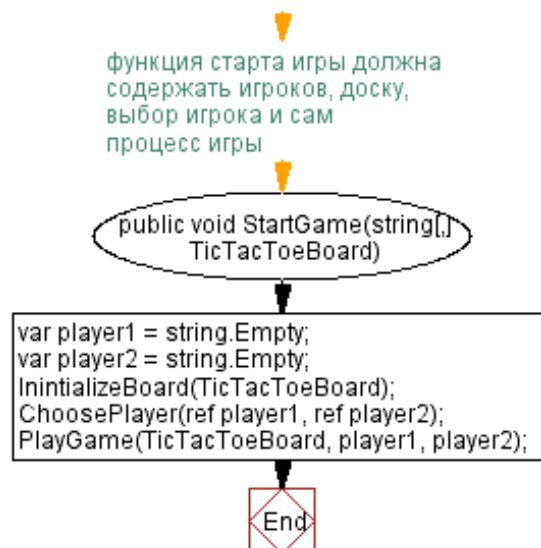 функция старта игры должна
содержать игроков, доску,
выбор игрока и сам
процесс игры
public void StartGame(string[,]
TicTacToeBoard)
var player1 = string.Empty;
var player2 = string.Empty;
InintializeBoard(TicTacToeBoard);
ChoosePlayer(ref player1, ref player2);
PlayGame(TicTacToeBoard, player1, player2);
End